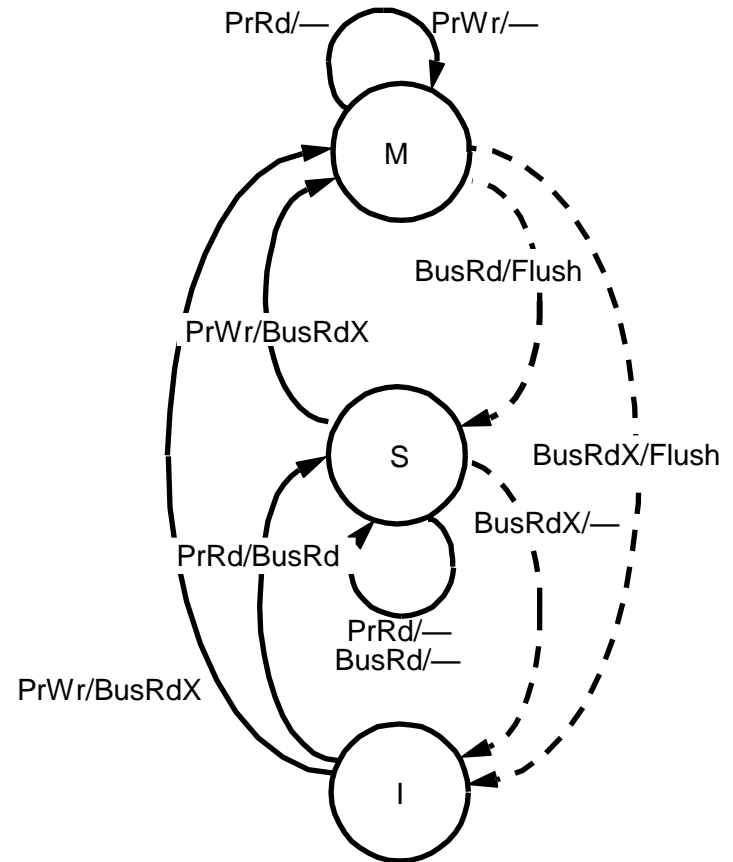 PrRd/— PrWr/—
M
BusRd/Flush
PrWr/BusRdX
S
BusRdX/Flush
BusRdX/—
PrRd/BusRd
PrRd/—
BusRd/—
PrWr/BusRdX
I